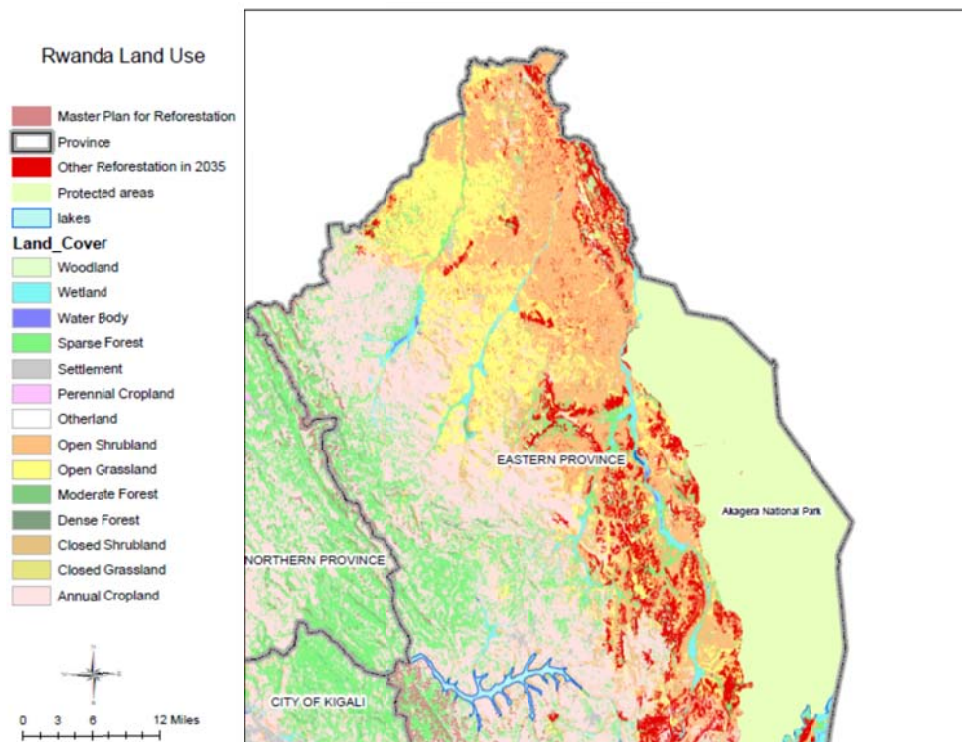 Rwanda Land Use
Master Plan for Reforestation
Province
Other Reforestation in 2035
Protected areas
lakes
Land_Cover
Woodland
Wetland
Water Body
Sparse Forest
Settlement
Perennial Cropland
Otherland
Open Shrubland
Open Grassland
Moderate Forest
Dense Forest
Closed Shrubland
Closed Grassland
Annual Cropland
0 3 6 12 Miles
EASTERN PROVINCE
Akagera National Park
NORTHERN PROVINCE
CITY OF KIGALI